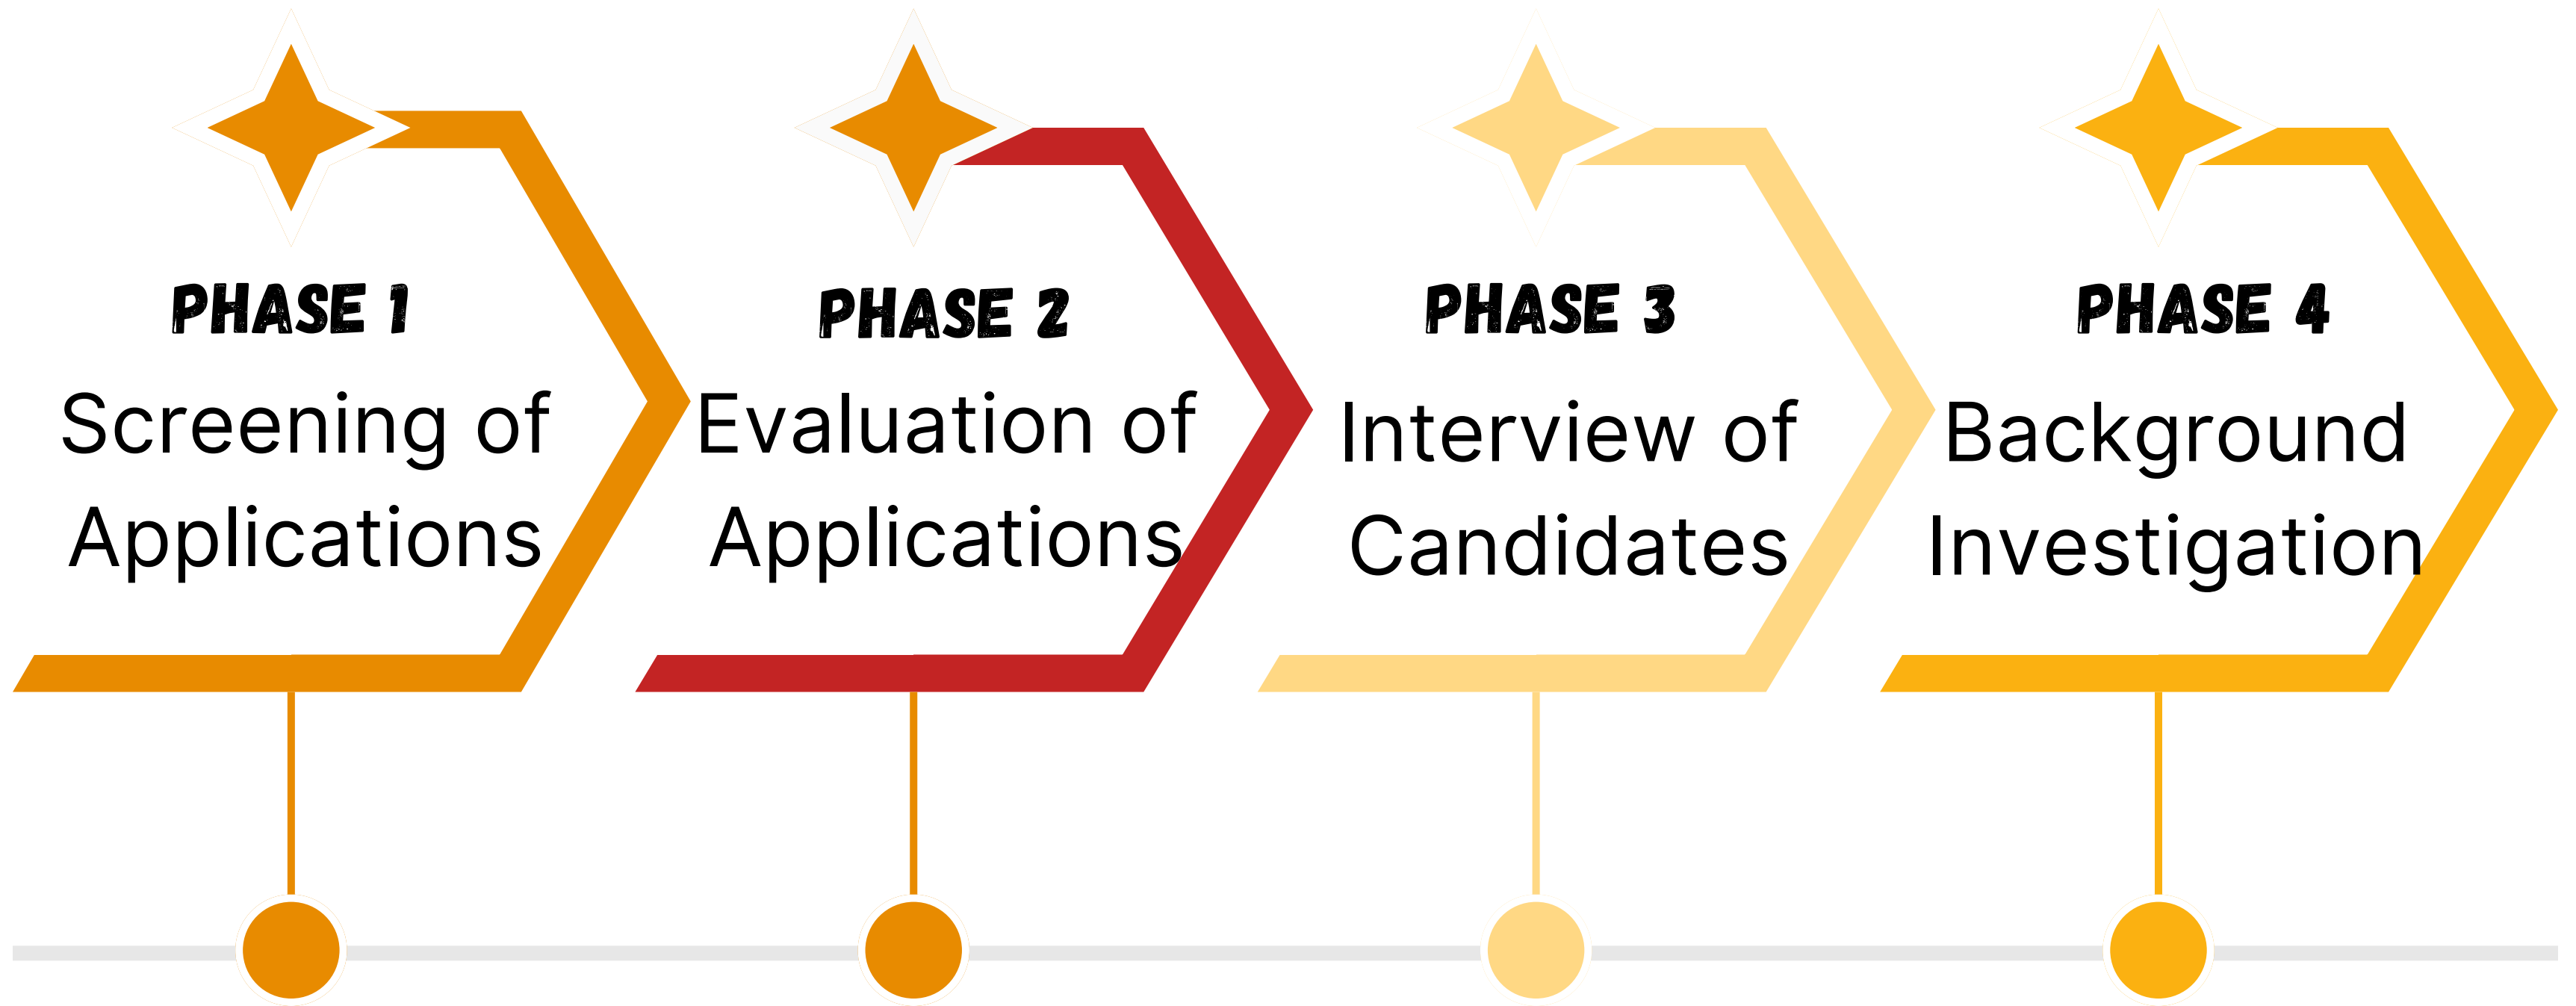 PHASE 1
Screening of
Applications
PHASE 2
Evaluation of
Applications
PHASE 3
Interview of
Candidates
PHASE 4
Background
Investigation